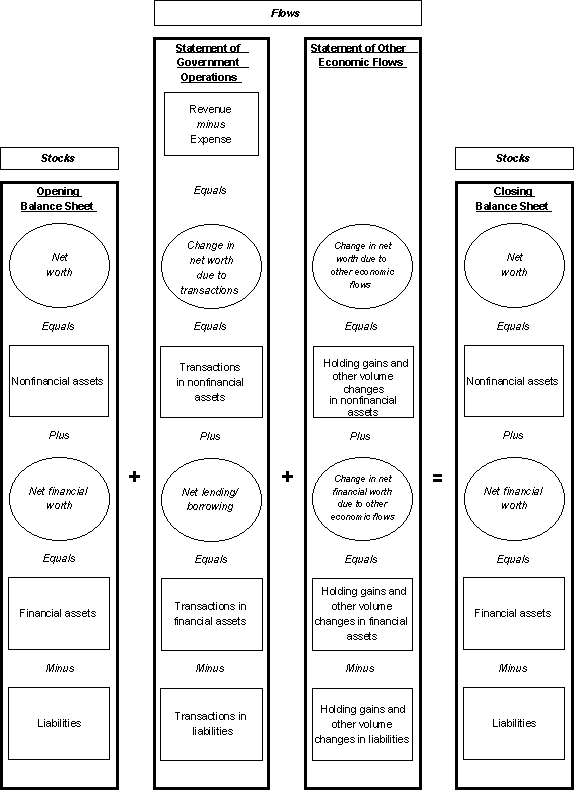 Flows
Statement of
Government
Operations
Statement of Other
Economic Flows
Revenue
minus
Expense
Stocks
Stocks
Equals
Opening
Balance Sheet
Closing
Balance Sheet
Net
worth
Change in
net worth
due to
transactions
Change in net
worth due to
other economic
flows
Net
worth
Equals
Equals
Equals
Equals
Nonfinancial assets
Transactions
in nonfinancial
assets
Holding gains and
other volume
changes
in nonfinancial
assets
Nonfinancial assets
Plus
Plus
Plus
Plus
Net financial
worth
+
Net lending/
borrowing
+
Change in net
financial worth
due to other
economic flows
=
Net financial
worth
Equals
Equals
Equals
Equals
Financial assets
Transactions in
financial assets
Holding gains and
other volume
changes in financial
assets
Financial assets
Minus
Minus
Minus
Minus
Liabilities
Transactions in
liabilities
Holding gains and
other volume
changes in liabilities
Liabilities